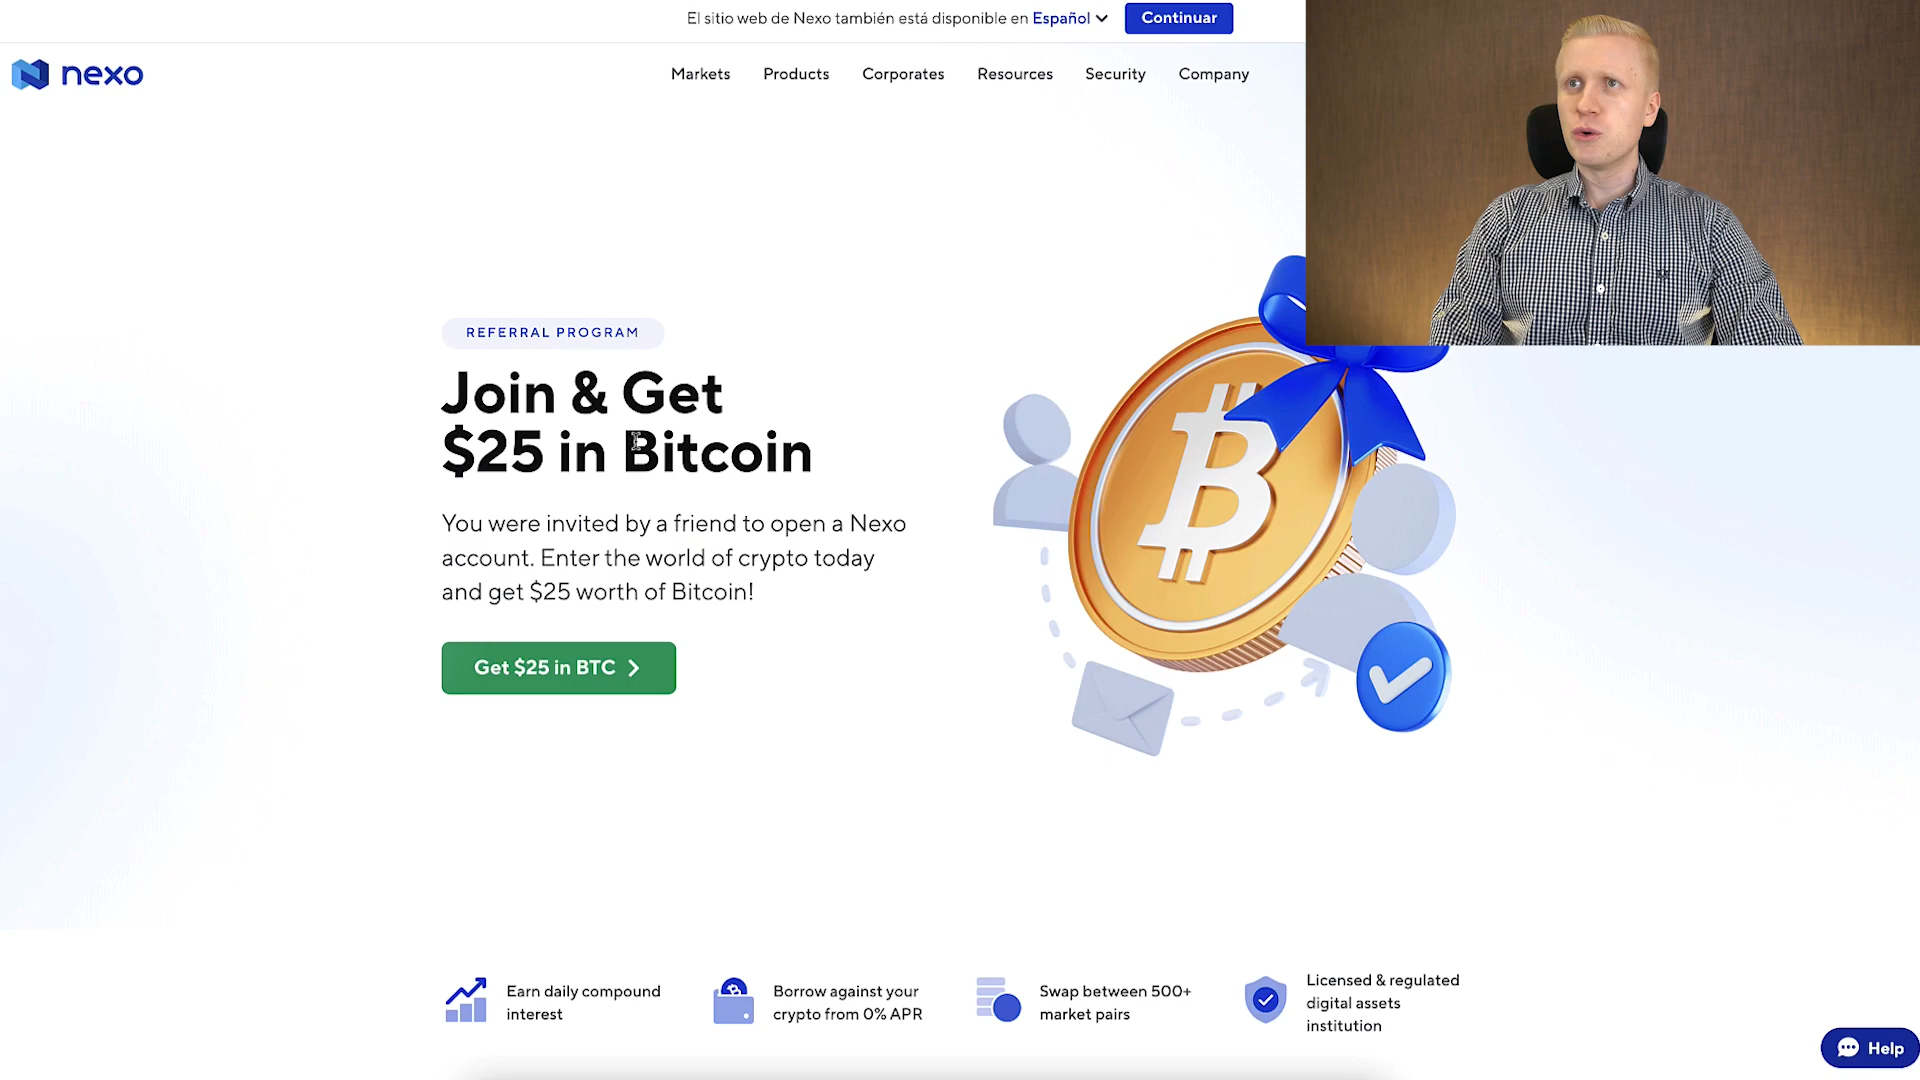 El sitio web de Nexo también está disponible en Español
Continuar
nexo
Markets
Products
Corporates
Resources
Security
Company
REFERRAL PROGRAM
Join & Get
$25 in Bitcoin
You were invited by a friend to open a Nexo
account. Enter the world of crypto today
and get $25 worth of Bitcoin!
Get $25 in BTC
Earn daily compound
interest
Borrow against your
crypto from 0% APR
Swap between 500+
market pairs
Licensed & regulated
digital assets
institution
Help